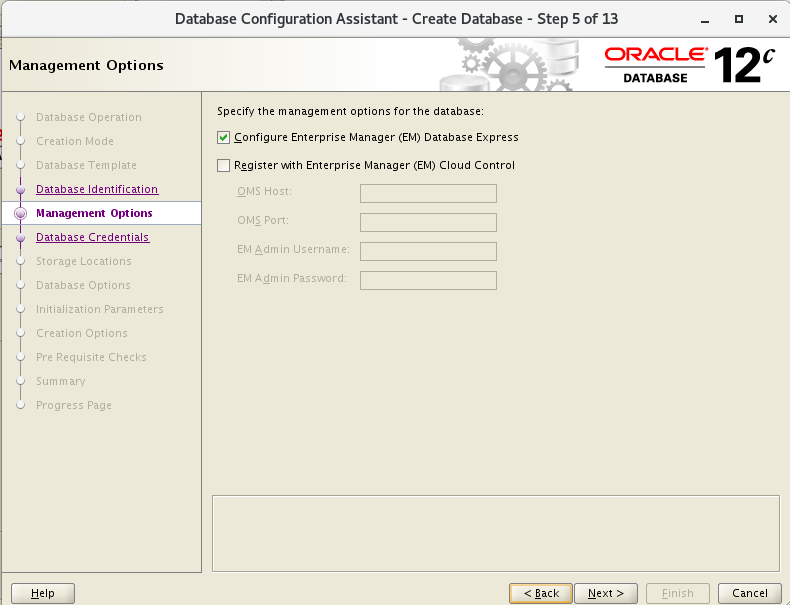 Database Configuration Assistant - Create Database - Step 5 of 13
Management Options
ORACLE®
DATABASE
12c
Database Operation
Creation Mode
Database Template
Database Identification
Management Options
Database Credentials
Storage Locations
Database Options
Initialization Parameters
Creation Options
Pre Requisite Checks
Summary
Progress Page
Specify the management options for the database:
Configure Enterprise Manager (EM) Database Express
Register with Enterprise Manager (EM) Cloud Control
OMS Host:
OMS Port:
EM Admin Username:
EM Admin Password:
Help
< Back
Next >
Finish
Cancel